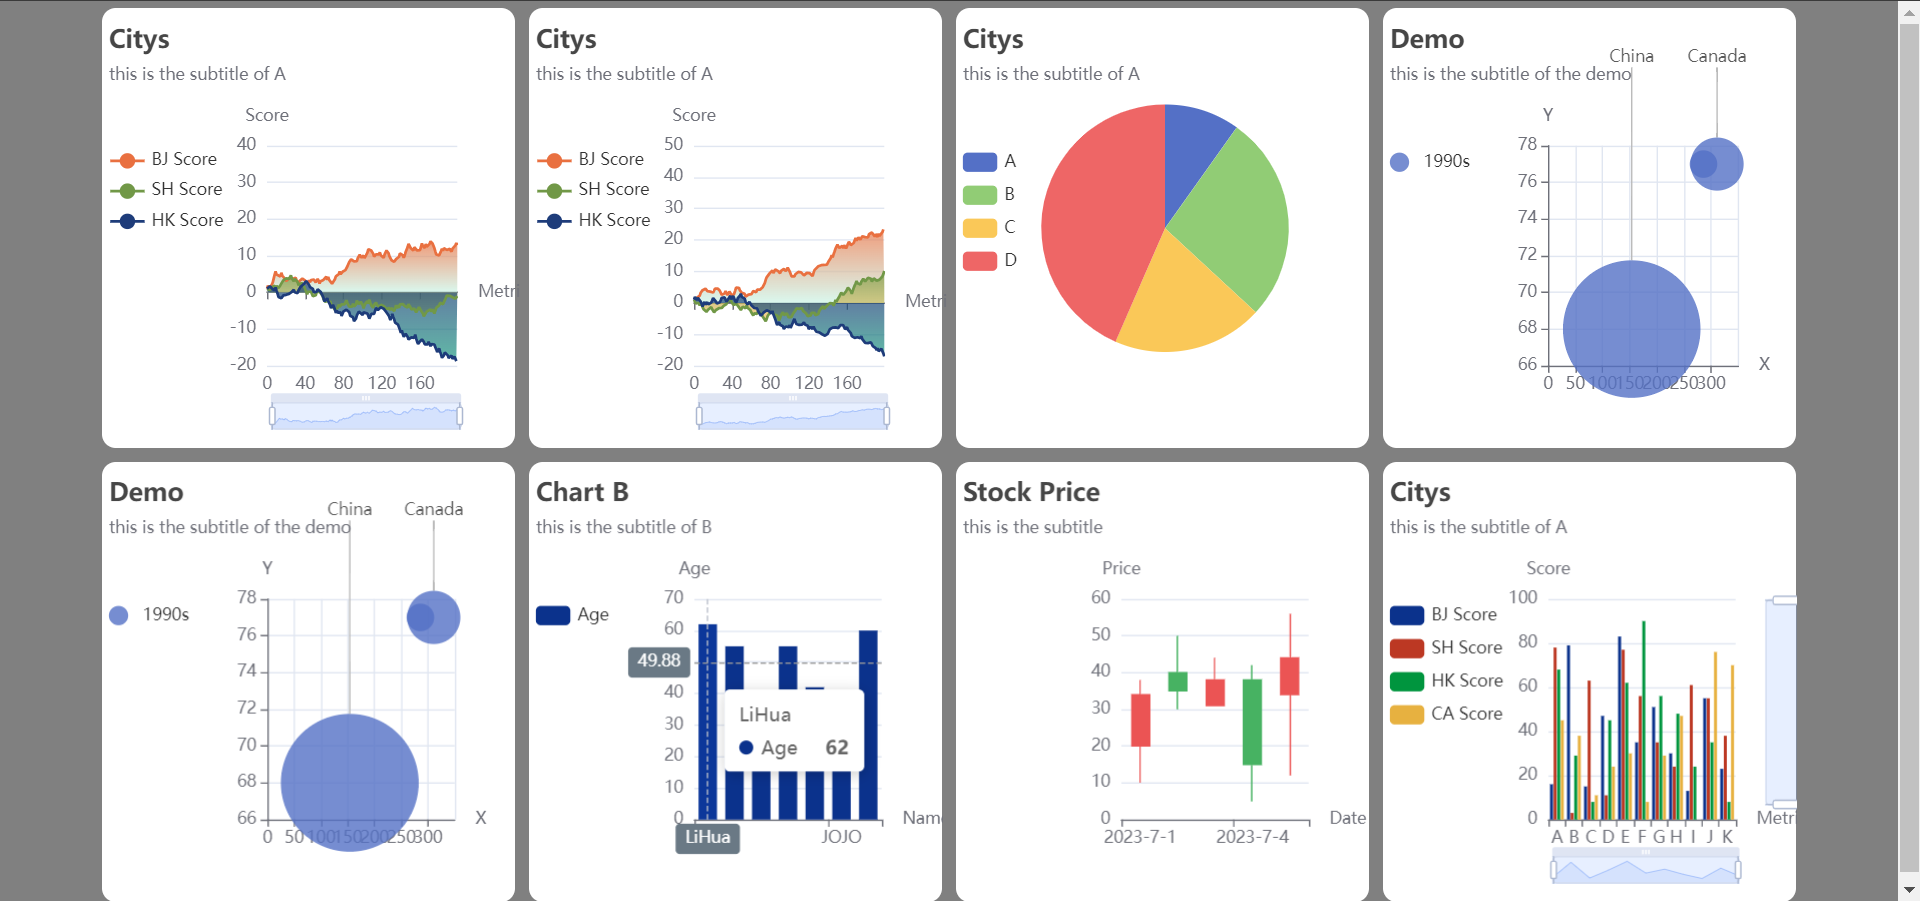 Citys
this is the subtitle of A
Score
BJ Score
SH Score
HK Score
40
30
20
10
0
-10
-20
0 40 80 120 160
Metri
Citys
this is the subtitle of A
Score
BJ Score
SH Score
HK Score
50
40
30
20
10
0
-10
-20
0 40 80 120 160
Metri
Citys
this is the subtitle of A
A
B
C
D
Demo
this is the subtitle of the demo
China Canada
Y
1990s
78
76
74
72
70
68
66
0 50 100 150 200 250 300
X
Demo
this is the subtitle of the demo
China Canada
Y
1990s
78
76
74
72
70
68
66
0 50 100 150 200 250 300
X
Chart B
this is the subtitle of B
Age
Age
70
60
49.88
40
30
20
10
0
LiHua
Age 62
LiHua JOJO
Nam
Stock Price
this is the subtitle
Price
60
50
40
30
20
10
0
2023-7-1 2023-7-4
Date
Citys
this is the subtitle of A
Score
BJ Score
SH Score
HK Score
CA Score
100
80
60
40
20
0
A B C D E F G H I J K
Metri